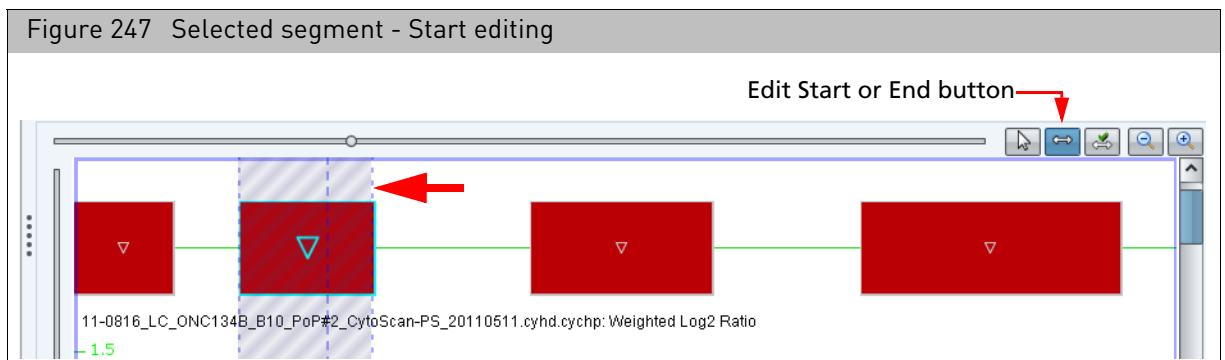 Figure 247 Selected segment - Start editing
Edit Start or End button
11-0816_LC_ONC134B_B10_PoP#2_CytoScan-PS_20110511.cyhd.cychp: Weighted Log2 Ratio
1.5